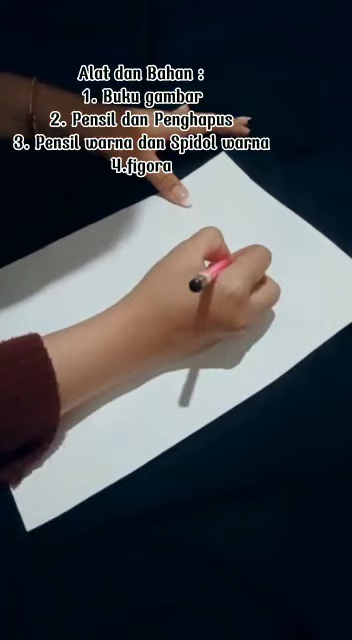 Alat dan Bahan :
1. Buku gambar
2. Pensil dan Penghapus
3. Pensil warna dan Spidol warna
4.figora